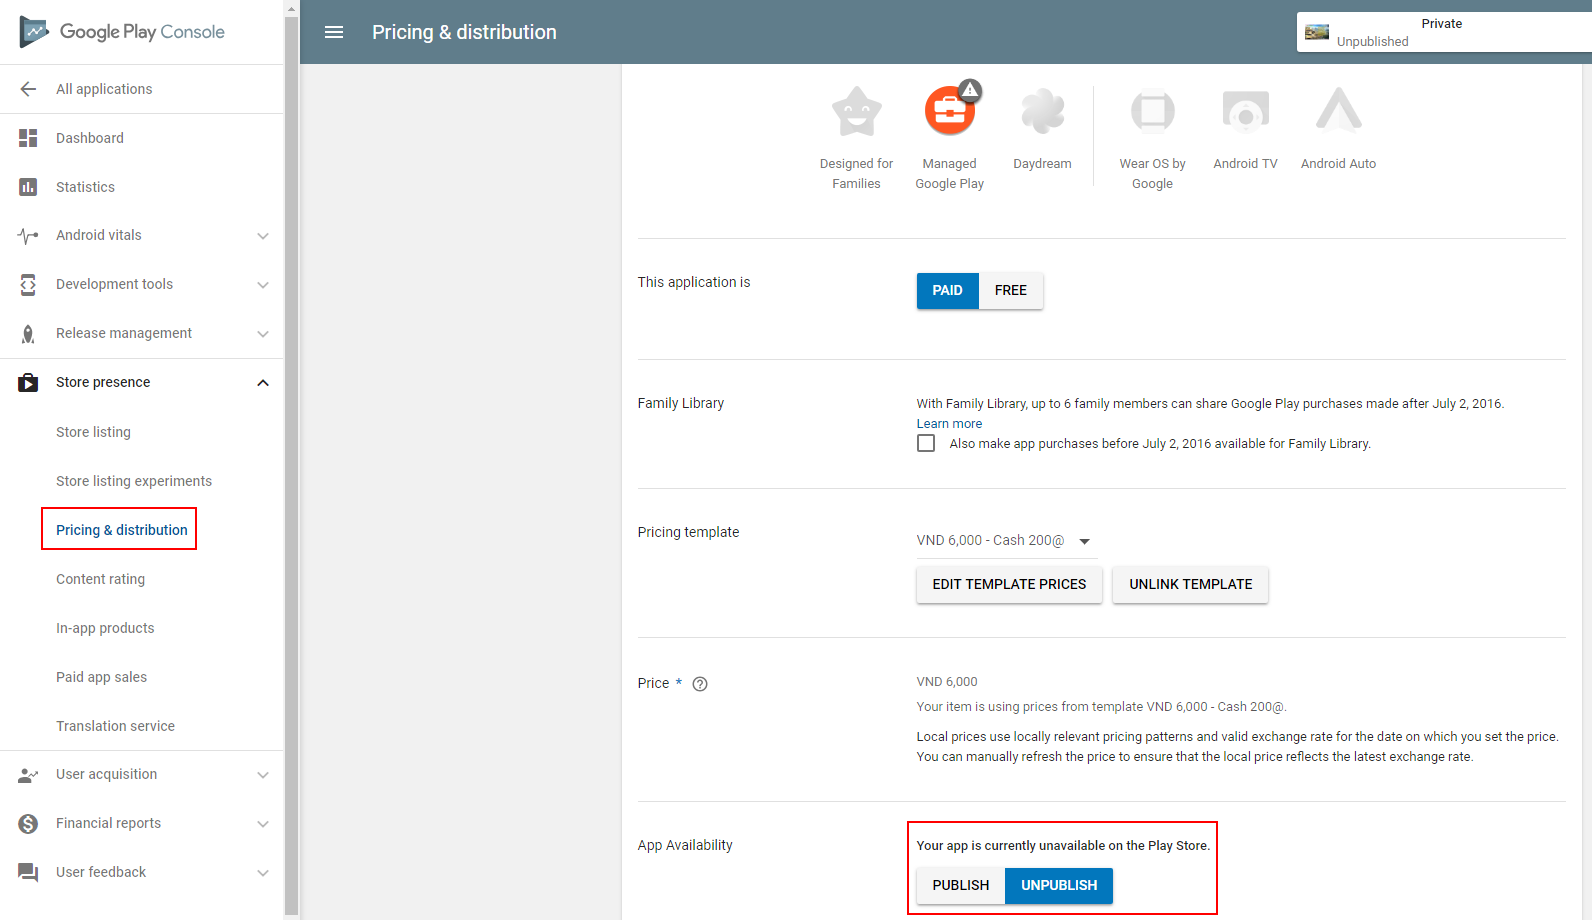 Google Play Console
Pricing & distribution
Private
Unpublished
All applications
Dashboard
Statistics
Android vitals
Development tools
Release management
Store presence
Store listing
Store listing experiments
Pricing & distribution
Content rating
In-app products
Paid app sales
Translation service
User acquisition
Financial reports
User feedback
Designed for
Families
Managed
Google Play
Daydream
Wear OS by
Google
Android TV
Android Auto
This application is
PAID FREE
Family Library
With Family Library, up to 6 family members can share Google Play purchases made after July 2, 2016.
Learn more
Also make app purchases before July 2, 2016 available for Family Library.
Pricing template
VND 6,000 - Cash 200@
EDIT TEMPLATE PRICES UNLINK TEMPLATE
Price *
VND 6,000
Your item is using prices from template VND 6,000 - Cash 200@.
Local prices use locally relevant pricing patterns and valid exchange rate for the date on which you set the price.
You can manually refresh the price to ensure that the local price reflects the latest exchange rate.
App Availability
Your app is currently unavailable on the Play Store.
PUBLISH UNPUBLISH